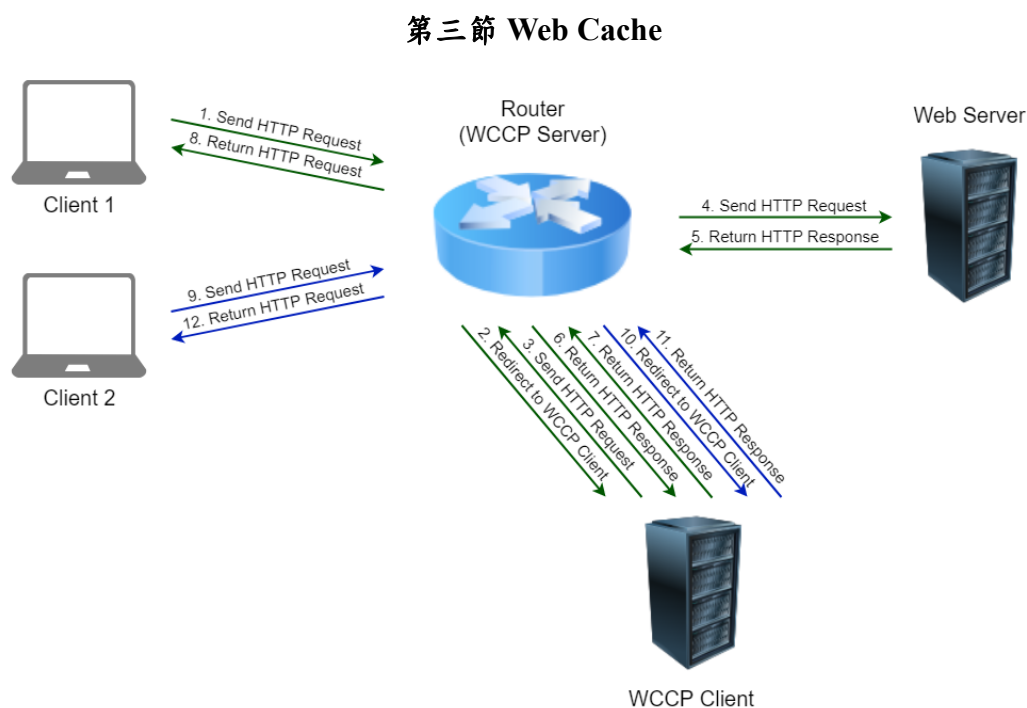 第三節 Web Cache
Router
(WCCP Server)
Web Server
1. Send HTTP Request
8. Return HTTP Request
Client 1
4. Send HTTP Request
5. Return HTTP Response
9. Send HTTP Request
12. Return HTTP Request
Client 2
2. Redirect to WCCP Client
3. Send HTTP Request
6. Return HTTP Response
7. Return HTTP Response
10. Redirect to WCCP Client
11. Return HTTP Response
WCCP Client